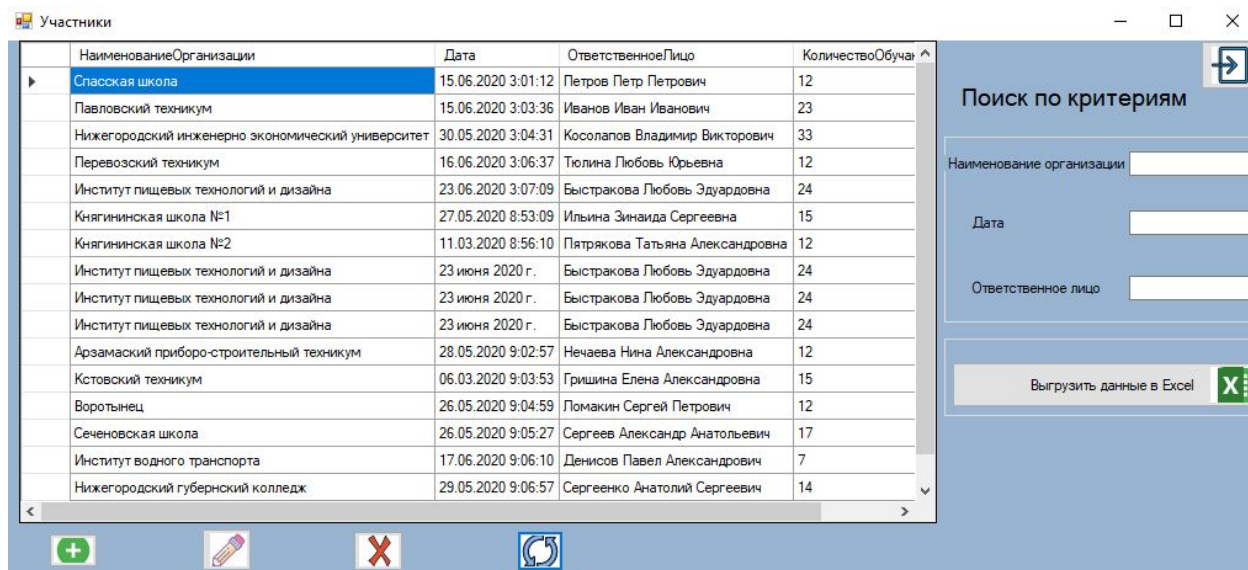 Участники
НаименованиеОрганизации Дата ОтветственноеЛицо КоличествоОбучан
Спасская школа 15.06.2020 3:01:12 Петров Петр Петрович 12
Павловский техникум 15.06.2020 3:03:36 Иванов Иван Иванович 23
Нижегородский инженерно экономический университет 30.05.2020 3:04:31 Косолапов Владимир Викторович 33
Перевозский техникум 16.06.2020 3:06:37 Тюлина Любовь Юрьевна 12
Институт пищевых технологий и дизайна 23.06.2020 3:07:09 Быстракова Любовь Эдуардовна 24
Княгининская школа №1 27.05.2020 8:53:09 Ильина Зинаида Сергеевна 15
Княгининская школа №2 11.03.2020 8:56:10 Пятрякова Татьяна Александровна 12
Институт пищевых технологий и дизайна 23 июня 2020 г. Быстракова Любовь Эдуардовна 24
Институт пищевых технологий и дизайна 23 июня 2020 г. Быстракова Любовь Эдуардовна 24
Институт пищевых технологий и дизайна 23 июня 2020 г. Быстракова Любовь Эдуардовна 24
Арзамаский приборо-строительный техникум 28.05.2020 9:02:57 Нечаева Нина Александровна 12
Кстовский техникум 06.03.2020 9:03:53 Гришина Елена Александровна 15
Воротынец 26.05.2020 9:04:59 Ломакин Сергей Петрович 12
Сеченовская школа 26.05.2020 9:05:27 Сергеев Александр Анатольевич 17
Институт водного транспорта 17.06.2020 9:06:10 Денисов Павел Александрович 7
Нижегородский губернский колледж 29.05.2020 9:06:57 Сергеенко Анатолий Сергеевич 14
Поиск по критериям
Наименование организации
Дата
Ответственное лицо
Выгрузить данные в Excel